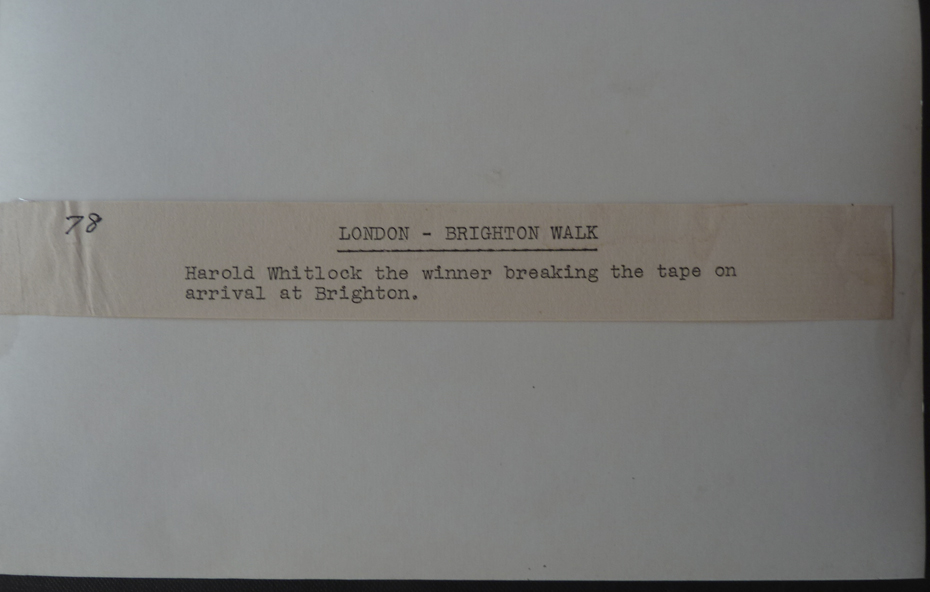 78
LONDON - BRIGHTON WALK
Harold Whitlock the winner breaking the tape on
arrival at Brighton.